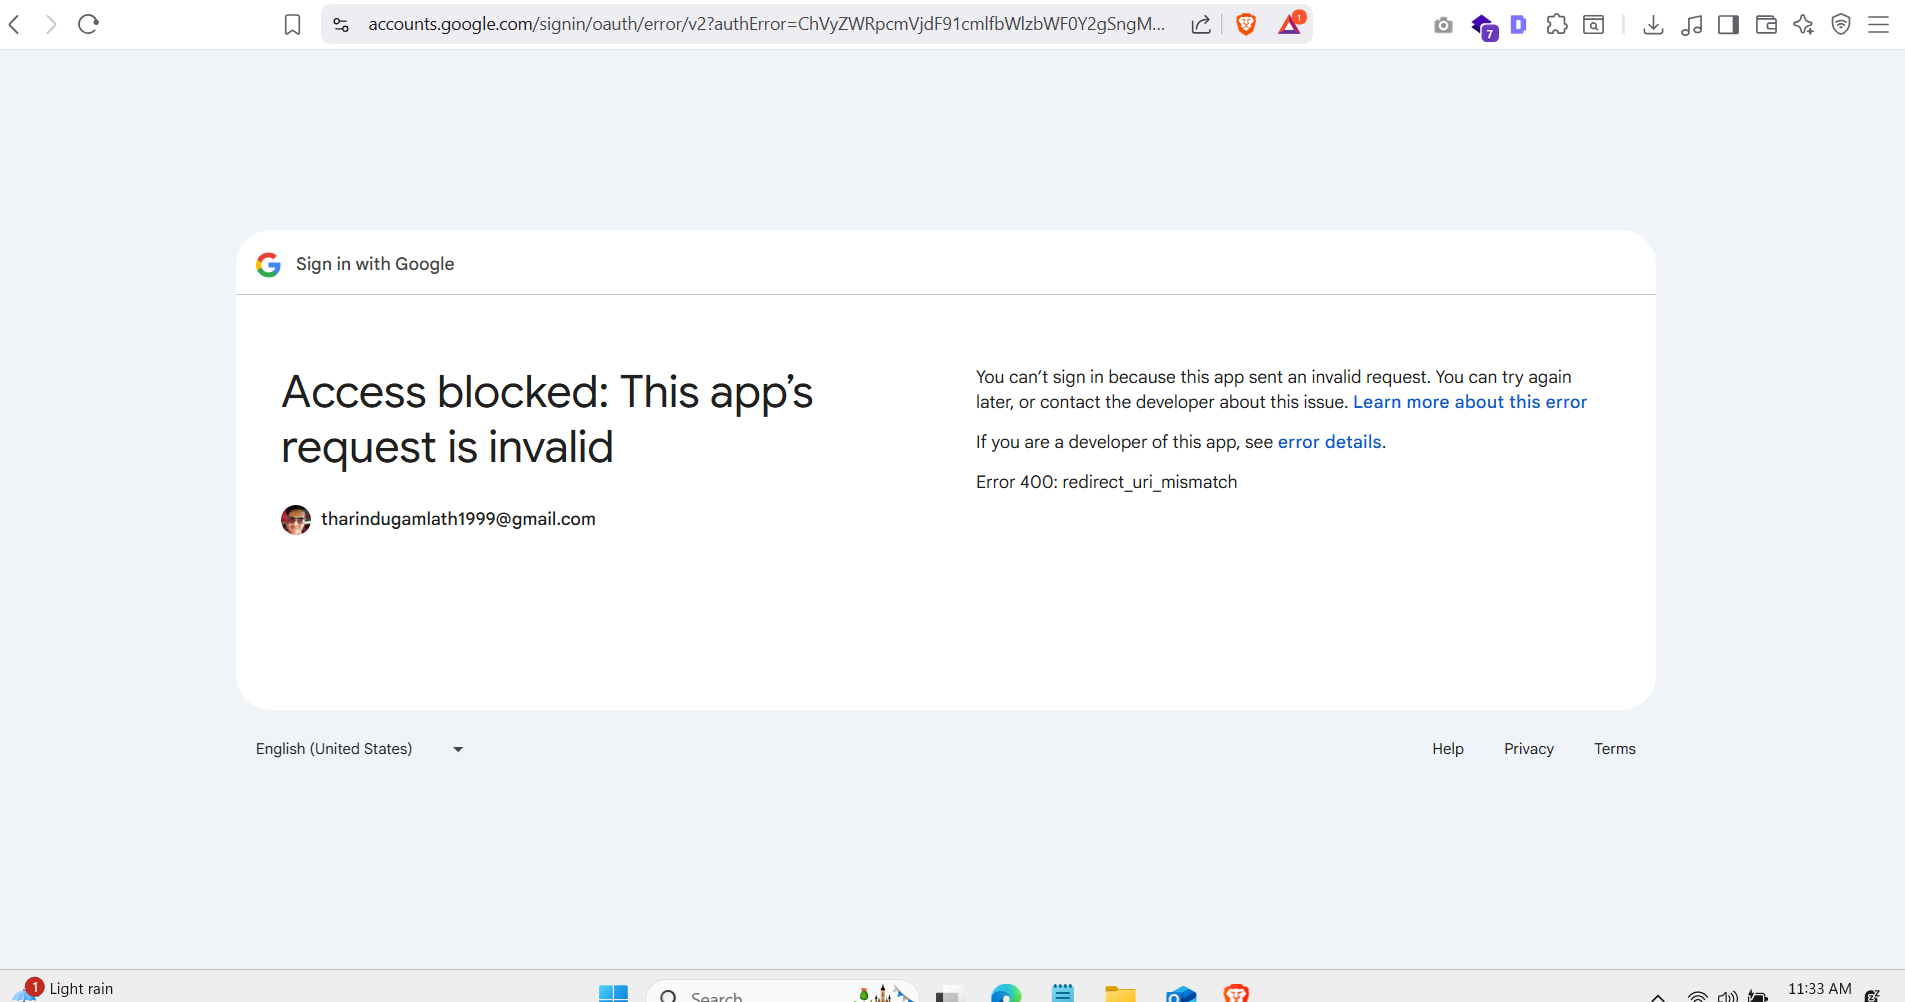 accounts.google.com/signin/oauth/error/v2?authError=ChVyZWRpcmVjdF91cmlfbWlzbWF0Y2gSngM...
1
7
Sign in with Google
Access blocked: This app’s
request is invalid
tharindugamlath1999@gmail.com
You can’t sign in because this app sent an invalid request. You can try again
later, or contact the developer about this issue. Learn more about this error
If you are a developer of this app, see error details.
Error 400: redirect_uri_mismatch
English (United States)
Help
Privacy
Terms
1
Light rain
Search
11:33 AM